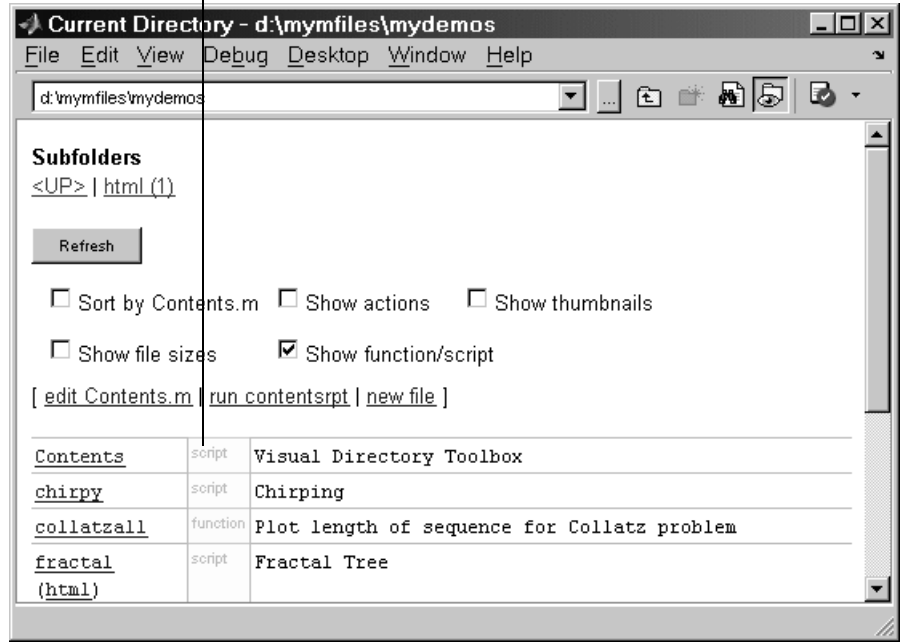 Current Directory - d:\mymfiles\mydemos
File Edit View Debug Desktop Window Help
d:\mymfiles\mydemos ...
Subfolders
<UP> | html (1)
Refresh
Sort by Contents.m Show actions Show thumbnails
Show file sizes Show function/script
[ edit Contents.m | run contentsrpt | new file ]
Contents script Visual Directory Toolbox
chirpy script Chirping
collatzall function Plot length of sequence for Collatz problem
fractal script Fractal Tree
(html)